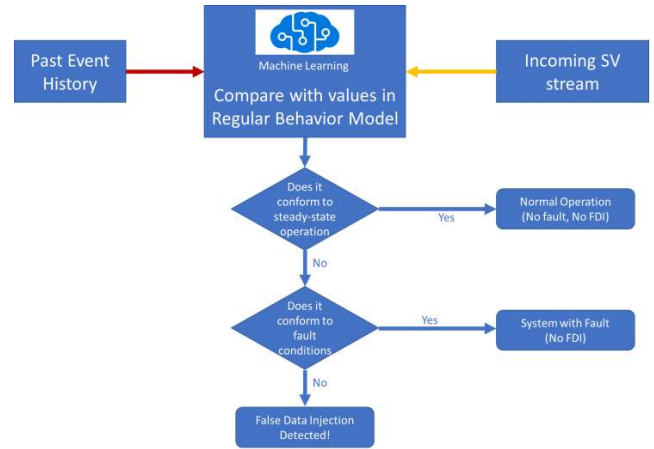 Past Event
History
Machine Learning
Compare with values in
Regular Behavior Model
Incoming SV
stream
Does it
conform to
steady-state
operation
Yes
Normal Operation
(No fault, No FDI)
No
Does it
conform to
fault
conditions
Yes
System with Fault
(No FDI)
No
False Data Injection
Detected!